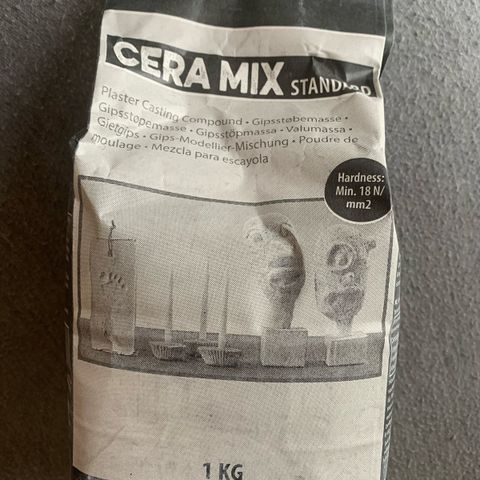 CERA MIX STANDARD
Plaster Casting Compound • Gipsstøbemasse •
Gipsstøpemasse • Gipsstöpmassa • Valumassa •
Gietgips • Gips-Modellier-Mischung • Poudre de
moulage • Mezcla para escayola
Hardness:
Min. 18 N/
mm2
1 KG